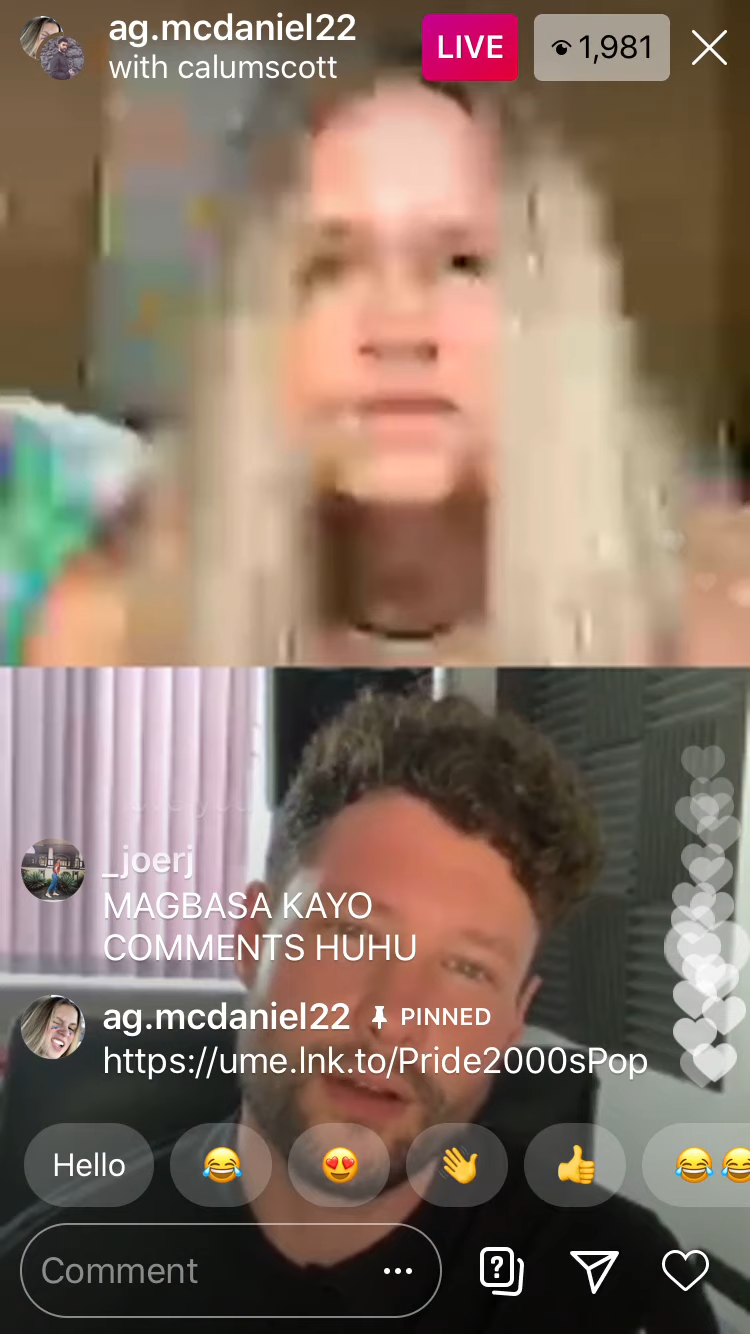 ag.mcdaniel22
LIVE
1,981
with calumscott
_joerj
MAGBASA KAYO
COMMENTS HUHU
ag.mcdaniel22 PINNED
https://ume.lnk.to/Pride2000sPop
Hello
Comment